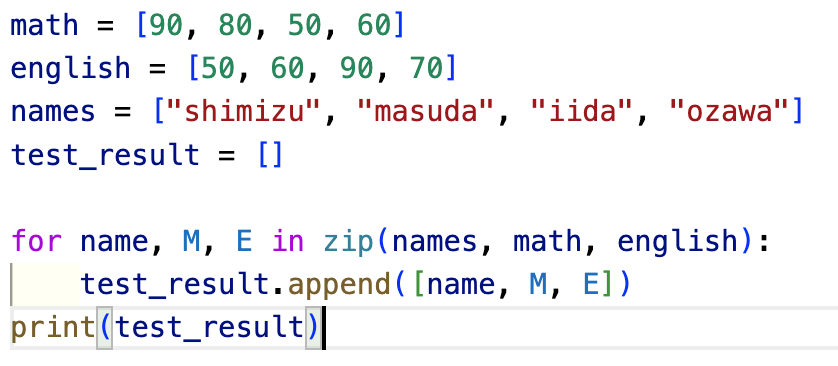 math = [90, 80, 50, 60]
english = [50, 60, 90, 70]
names = ["shimizu", "masuda", "iida", "ozawa"]
test_result = []

for name, M, E in zip(names, math, english):
    test_result.append([name, M, E])
print(test_result)